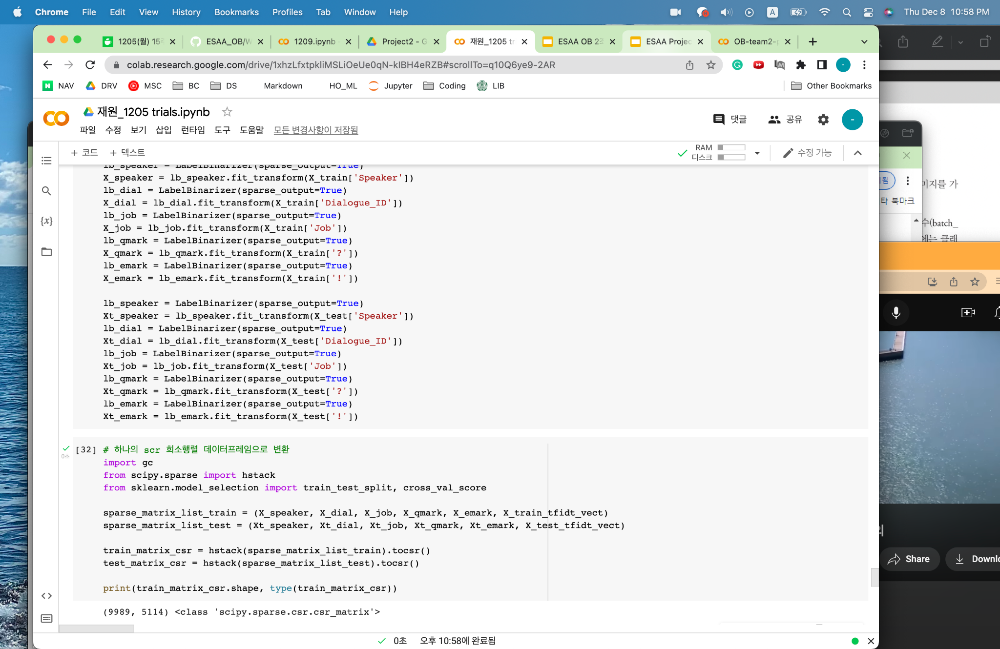 Chrome File Edit View History Bookmarks Profiles Tab Window Help
A
Thu Dec 8 10:58 PM
1205(월) 15
ESAA_OB/W
1209.ipynb
Project2 - G
재원_1205 tr
ESAA OB 2조
ESAA Projec
OB-team2-p
colab.research.google.com/drive/1xhzLfxtpkliMSLiOeUe0qN-klBH4eRZB#scrollTo=q10Q6ye9-2AR
N NAV DRV MSC BC DS Markdown HO_ML Jupyter Coding LIB Other Bookmarks
재원_1205 trials.ipynb
댓글 공유
파일 수정 보기 삽입 런타임 도구 도움말 모든 변경사항이 저장됨
+ 코드 + 텍스트
RAM
디스크
수정 가능
lb_speaker = LabelBinarizer(sparse_output=True)
X_speaker = lb_speaker.fit_transform(X_train['Speaker'])
lb_dial = LabelBinarizer(sparse_output=True)
X_dial = lb_dial.fit_transform(X_train['Dialogue_ID'])
lb_job = LabelBinarizer(sparse_output=True)
X_job = lb_job.fit_transform(X_train['Job'])
lb_qmark = LabelBinarizer(sparse_output=True)
X_qmark = lb_qmark.fit_transform(X_train['?'])
lb_emark = LabelBinarizer(sparse_output=True)
X_emark = lb_emark.fit_transform(X_train['!'])
lb_speaker = LabelBinarizer(sparse_output=True)
Xt_speaker = lb_speaker.fit_transform(X_test['Speaker'])
lb_dial = LabelBinarizer(sparse_output=True)
Xt_dial = lb_dial.fit_transform(X_test['Dialogue_ID'])
lb_job = LabelBinarizer(sparse_output=True)
Xt_job = lb_job.fit_transform(X_test['Job'])
lb_qmark = LabelBinarizer(sparse_output=True)
Xt_qmark = lb_qmark.fit_transform(X_test['?'])
lb_emark = LabelBinarizer(sparse_output=True)
Xt_emark = lb_emark.fit_transform(X_test['!'])
[32] # 하나의 scr 희소행렬 데이터프레임으로 변환
0초
import gc
from scipy.sparse import hstack
from sklearn.model_selection import train_test_split, cross_val_score
sparse_matrix_list_train = (X_speaker, X_dial, X_job, X_qmark, X_emark, X_train_tfidt_vect)
sparse_matrix_list_test = (Xt_speaker, Xt_dial, Xt_job, Xt_qmark, Xt_emark, X_test_tfidt_vect)
train_matrix_csr = hstack(sparse_matrix_list_train).tocsr()
test_matrix_csr = hstack(sparse_matrix_list_test).tocsr()
print(train_matrix_csr.shape, type(train_matrix_csr))
(9989, 5114) <class 'scipy.sparse.csr.csr_matrix'>
0초 오후 10:58에 완료됨
미지를 가
타 북마크
수(batch_
에는 클래
Share
Downlo